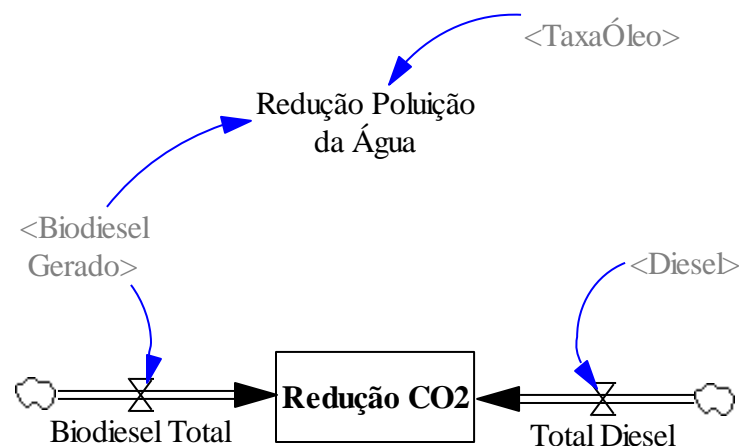 <TaxaÓleo>
Redução Poluição
da Água
<Biodiesel
Gerado>
<Diesel>
Redução CO2
Biodiesel Total
Total Diesel